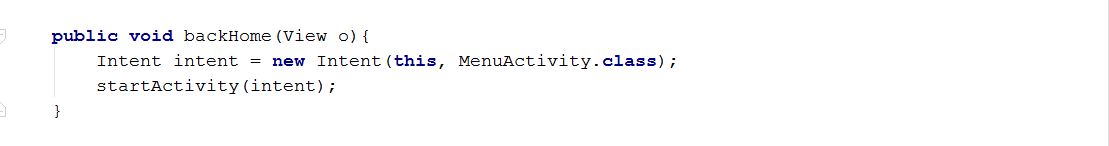 public void backHome(View o){
Intent intent = new Intent(this, MenuActivity.class);
startActivity(intent);
}